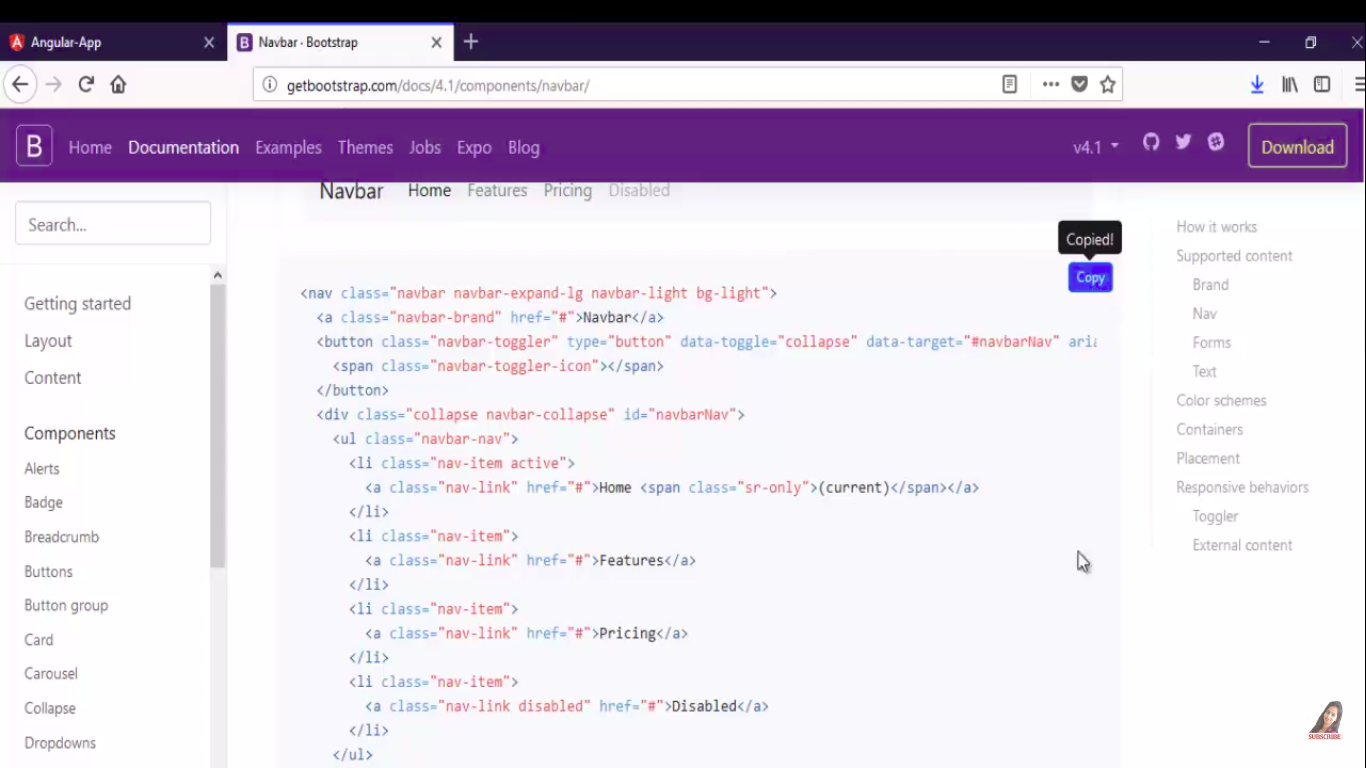 Angular-App
Navbar · Bootstrap
getbootstrap.com/docs/4.1/components/navbar/
B Home Documentation Examples Themes Jobs Expo Blog v4.1 Download
Navbar Home Features Pricing Disabled
Search...
Getting started
Layout
Content
Components
Alerts
Badge
Breadcrumb
Buttons
Button group
Card
Carousel
Collapse
Dropdowns
Copied!
Copy
<nav class="navbar navbar-expand-lg navbar-light bg-light">
<a class="navbar-brand" href="#">Navbar</a>
<button class="navbar-toggler" type="button" data-toggle="collapse" data-target="#navbarNav" aria
<span class="navbar-toggler-icon"></span>
</button>
<div class="collapse navbar-collapse" id="navbarNav">
<ul class="navbar-nav">
<li class="nav-item active">
<a class="nav-link" href="#">Home <span class="sr-only">(current)</span></a>
</li>
<li class="nav-item">
<a class="nav-link" href="#">Features</a>
</li>
<li class="nav-item">
<a class="nav-link" href="#">Pricing</a>
</li>
<li class="nav-item">
<a class="nav-link disabled" href="#">Disabled</a>
</li>
</ul>
How it works
Supported content
Brand
Nav
Forms
Text
Color schemes
Containers
Placement
Responsive behaviors
Toggler
External content
SUBSCRIBE